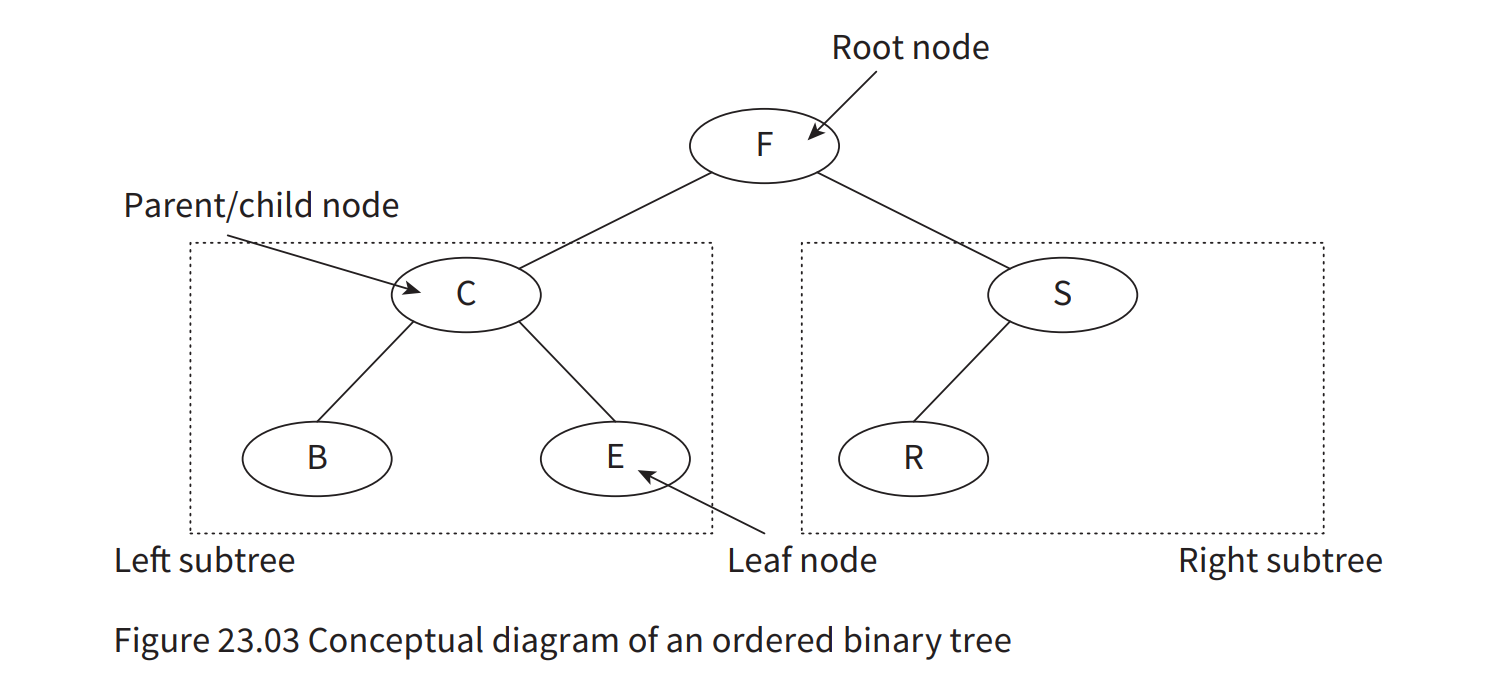 Root node
F
Parent/child node
C
S
B
E
R
Left subtree
Leaf node
Right subtree
Figure 23.03 Conceptual diagram of an ordered binary tree